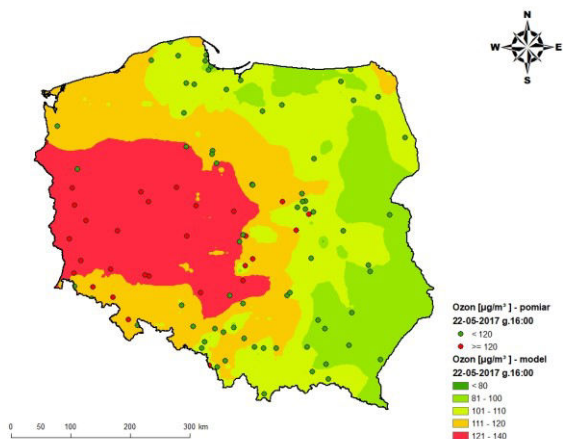 N
W E
S
Ozon [µg/m³ ] - pomiar
22-05-2017 g.16:00
< 120
>= 120
Ozon [µg/m³ ] - model
22-05-2017 g.16:00
< 80
81 - 100
101 - 110
111 - 120
121 - 140
0 50 100 200 300 km